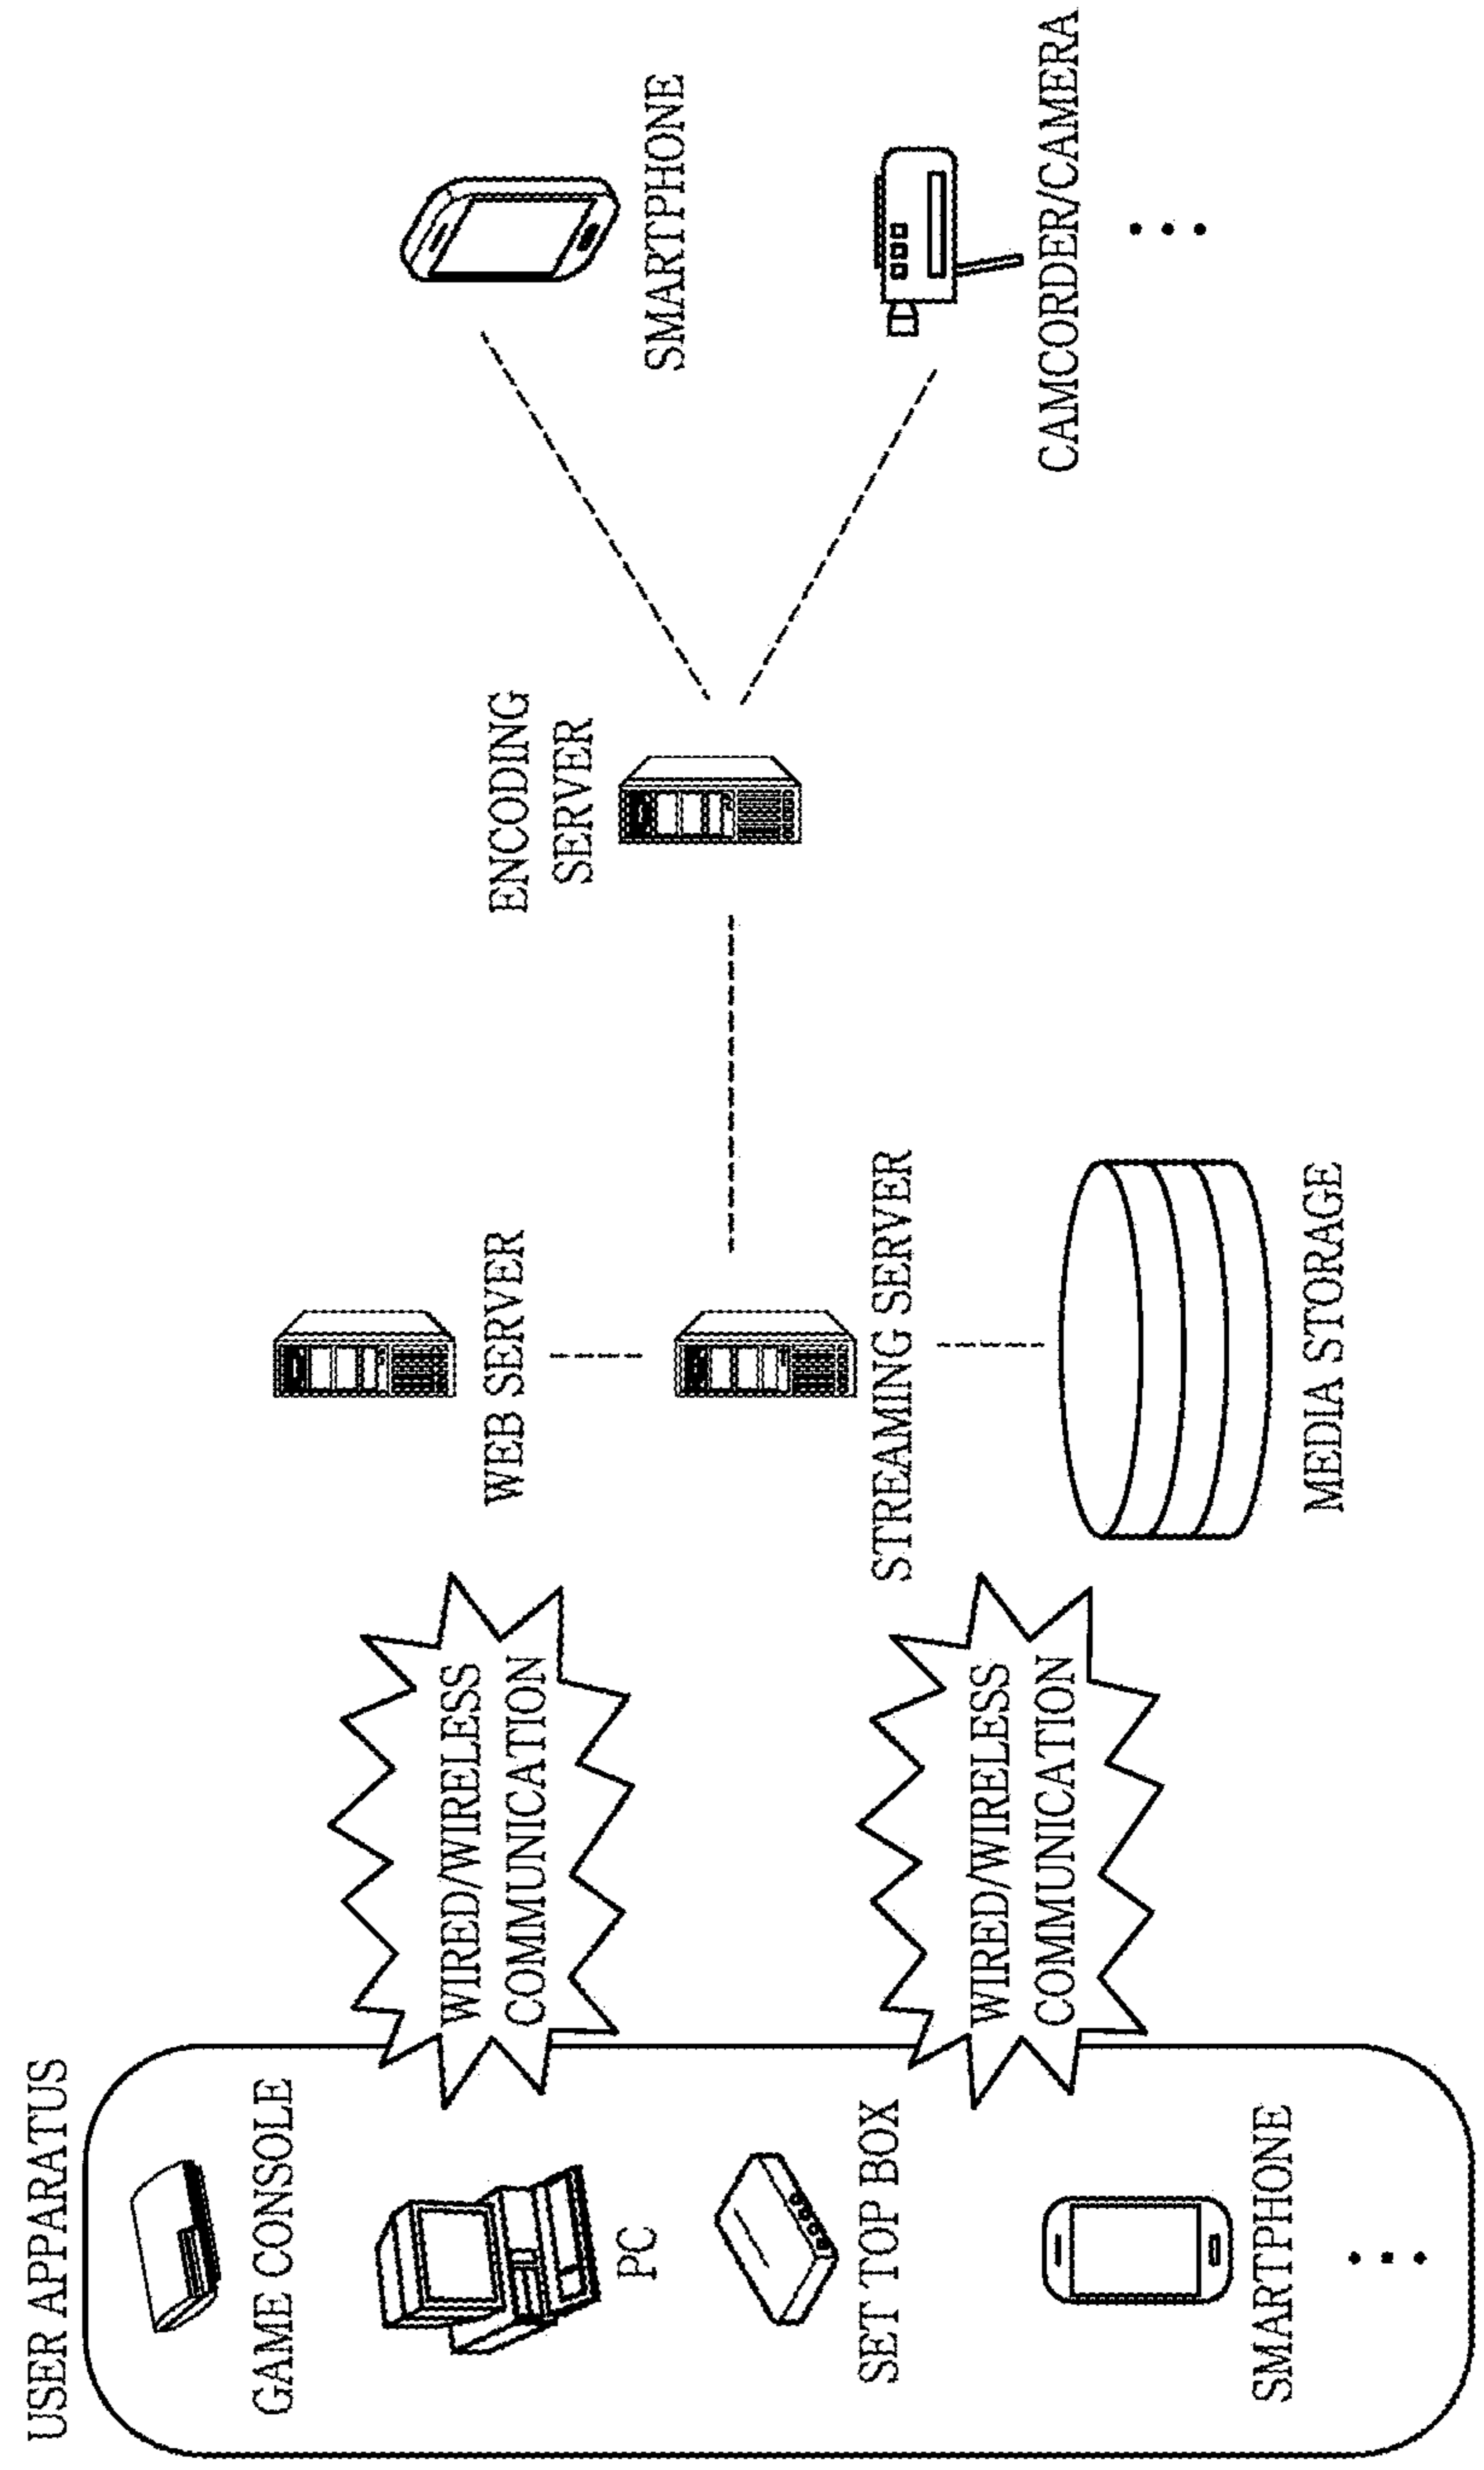 USER APPARATUS
GAME CONSOLE
PC
SET TOP BOX
SMARTPHONE
WIRED/WIRELESS
COMMUNICATION
WIRED/WIRELESS
COMMUNICATION
WEB SERVER
STREAMING SERVER
MEDIA STORAGE
ENCODING
SERVER
SMARTPHONE
CAMCORDER/CAMERA